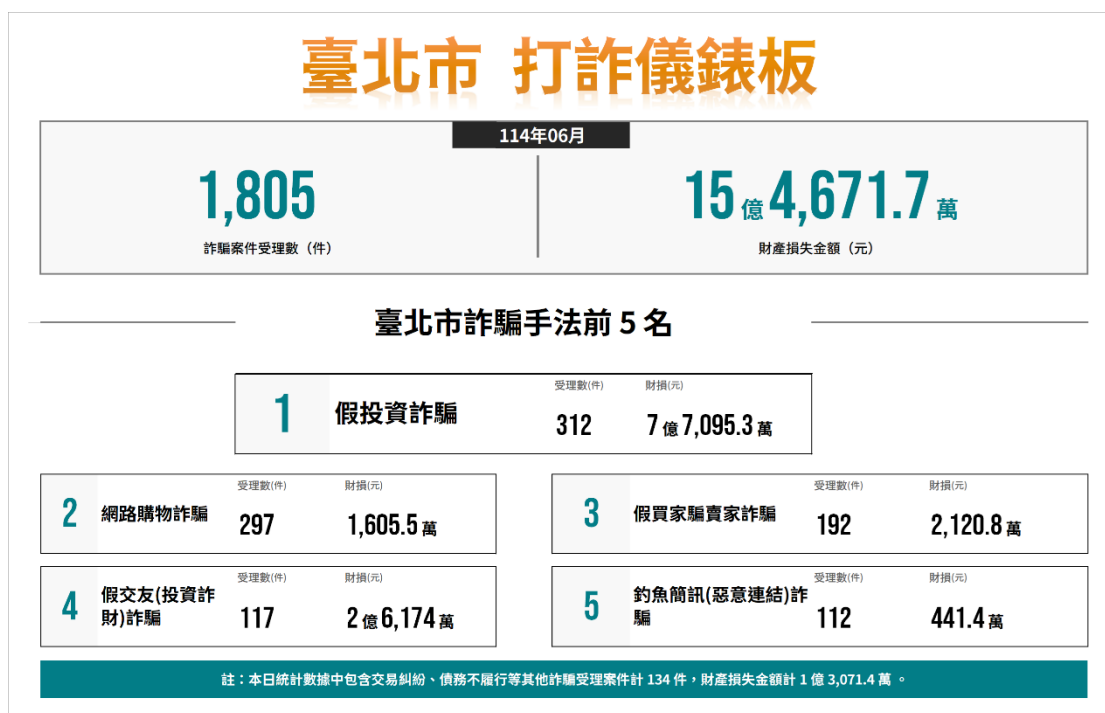 臺北市 打詐儀錶板
114年06月
1,805
詐騙案件受理數（件）
15億4,671.7萬
財產損失金額（元）
臺北市詐騙手法前 5 名
1
假投資詐騙
受理數(件)
312
財損(元)
7億7,095.3萬
2
網路購物詐騙
受理數(件)
297
財損(元)
1,605.5萬
3
假買家騙賣家詐騙
受理數(件)
192
財損(元)
2,120.8萬
4
假交友(投資詐
財)詐騙
受理數(件)
117
財損(元)
2億6,174萬
5
釣魚簡訊(惡意連結)詐
騙
受理數(件)
112
財損(元)
441.4萬
註：本日統計數據中包含交易糾紛、債務不履行等其他詐騙受理案件計 134 件，財產損失金額計 1 億 3,071.4 萬 。